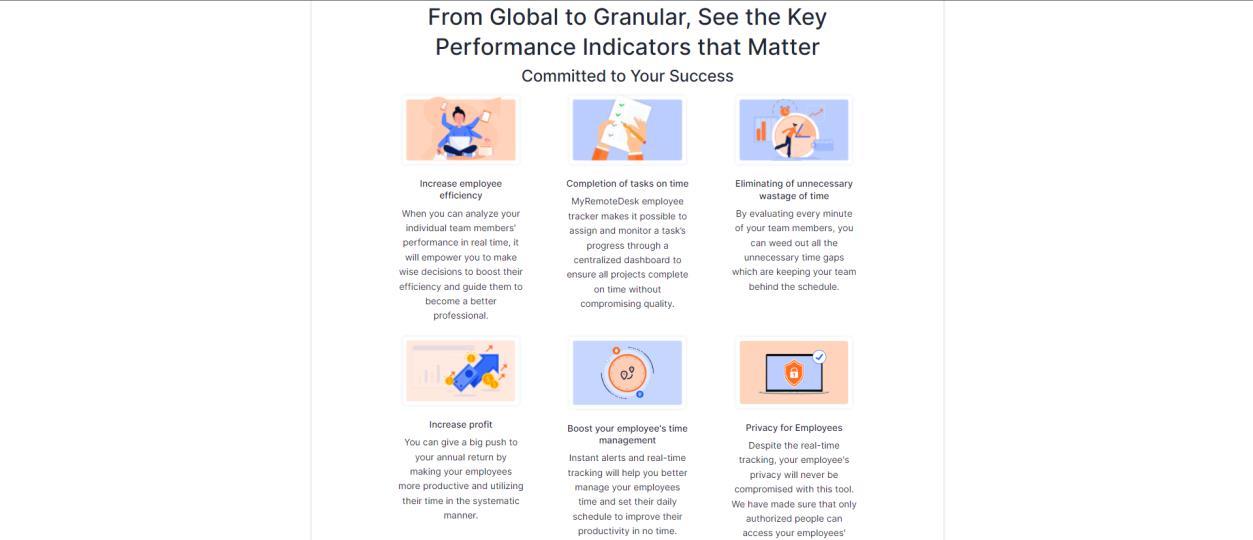 From Global to Granular, See the Key
Performance Indicators that Matter
Committed to Your Success
Increase employee
efficiency
When you can analyze your
individual team members'
performance in real time, it
will empower you to make
wise decisions to boost their
efficiency and guide them to
become a better
professional.
Completion of tasks on time
MyRemoteDesk employee
tracker makes it possible to
assign and monitor a task's
progress through a
centralized dashboard to
ensure all projects complete
on time without
compromising quality.
Eliminating of unnecessary
wastage of time
By evaluating every minute
of your team members, you
can weed out all the
unnecessary time gaps
which are keeping your team
behind the schedule.
Increase profit
You can give a big push to
your annual return by
making your employees
more productive and utilizing
their time in the systematic
manner.
Boost your employee's time
management
Instant alerts and real-time
tracking will help you better
manage your employees
time and set their daily
schedule to improve their
productivity in no time.
Privacy for Employees
Despite the real-time
tracking, your employee's
privacy will never be
compromised with this tool.
We have made sure that only
authorized people can
access your employees'